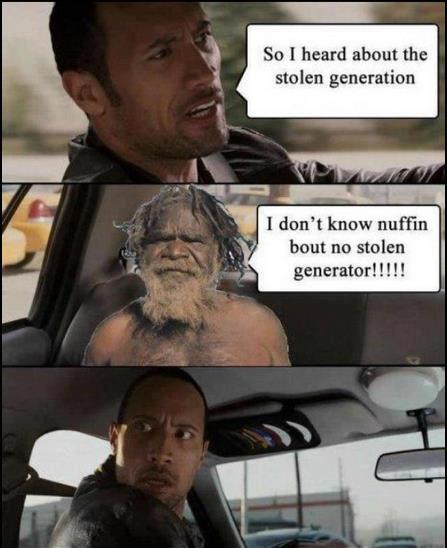 So I heard about the
stolen generation
I don't know nuffin
bout no stolen
generator!!!!!